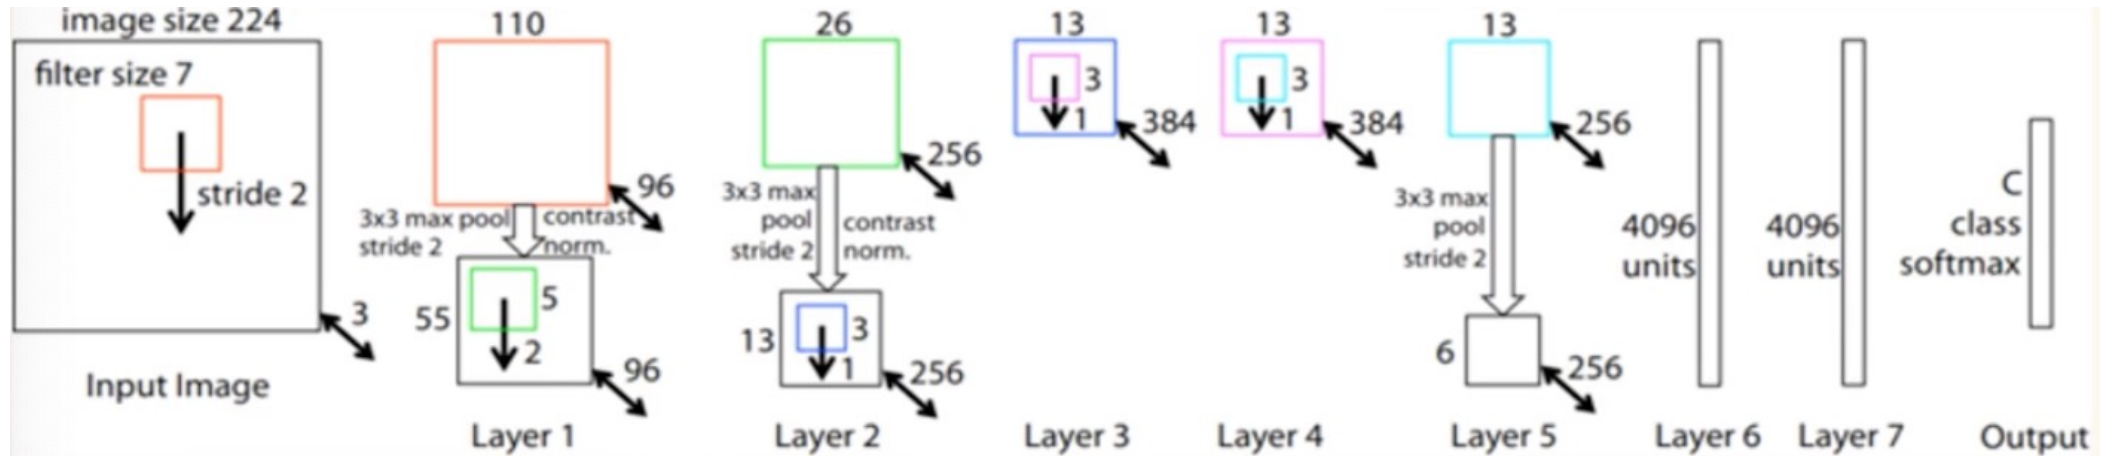 image size 224
filter size 7
stride 2
3
Input Image
110
96
3x3 max pool
stride 2
contrast
norm.
55
5
2
96
Layer 1
26
256
3x3 max
pool
stride 2
contrast
norm.
13
3
1
256
Layer 2
13
3
1
384
Layer 3
13
3
1
384
Layer 4
13
256
3x3 max
pool
stride 2
6
256
Layer 5
4096
units
Layer 6
4096
units
Layer 7
C
class
softmax
Output